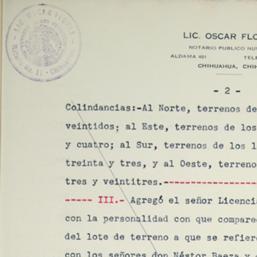 LIC. OSCAR FLO
NOTARIO PUBLICO NU
ALDAMA 401 TELE
CHIHUAHUA, CHI
- 2 -
Colindancias:-Al Norte, terrenos de
veintidos; al Este, terrenos de los
y cuatro; al Sur, terrenos de los l
treinta y tres, y al Oeste, terreno
tres y veintitres.--------------------
----- III.- Agregó el señor Licencia
con la personalidad con que compare
del lote de terreno a que se refiere
con los señores don Néstor Baeza y d